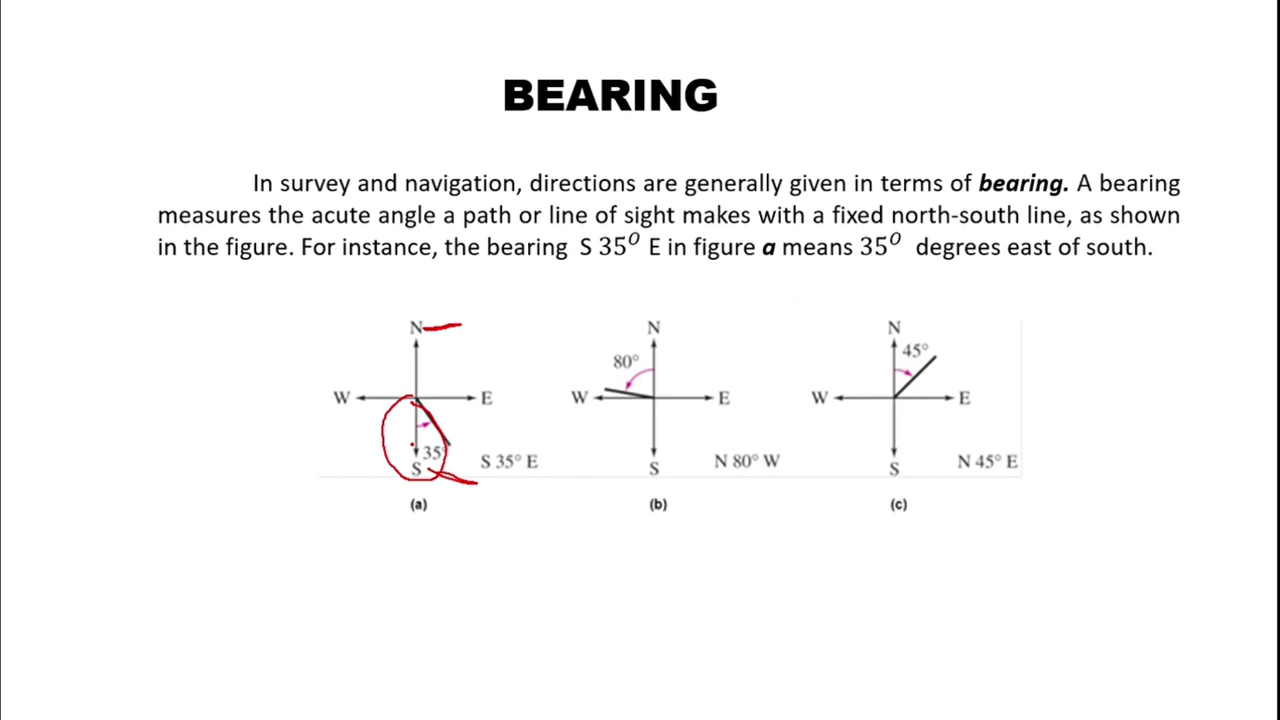 BEARING
In survey and navigation, directions are generally given in terms of bearing. A bearing
measures the acute angle a path or line of sight makes with a fixed north-south line, as shown
in the figure. For instance, the bearing S 35⁰ E in figure a means 35⁰ degrees east of south.
N
W
E
35°
S
S 35° E
(a)
N
80°
W
E
S
N 80° W
(b)
N
45°
W
E
S
N 45° E
(c)